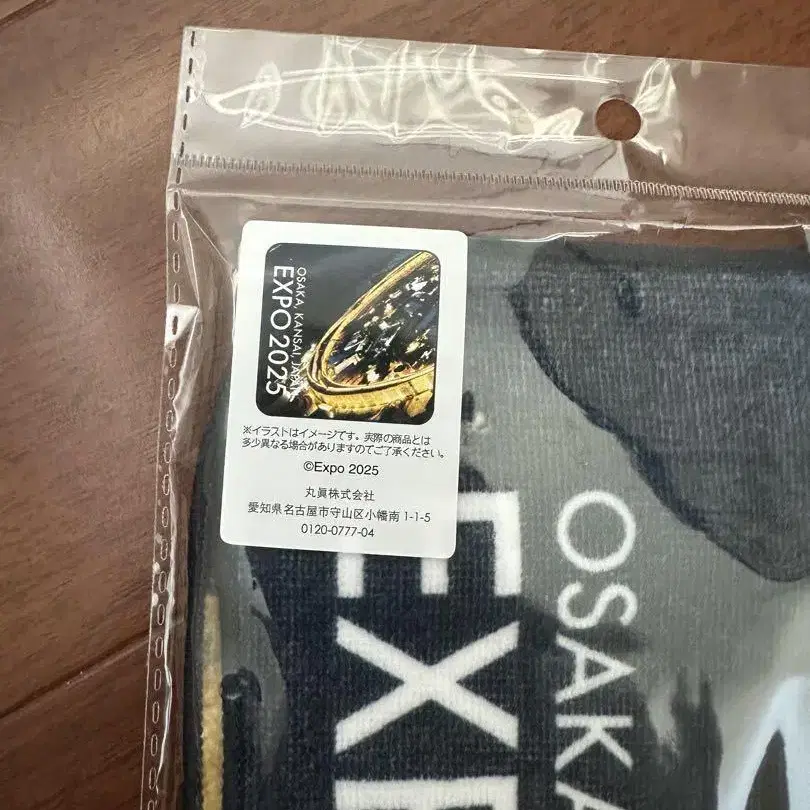 OSAKA, KANSAI, JAPAN
EXPO2025
※イラストはイメージです。実際の商品とは
多少異なる場合がありますのでご了承ください。
©Expo 2025
丸眞株式会社
愛知県名古屋市守山区小幡南 1-1-5
0120-0777-04
OSAKA
EXP